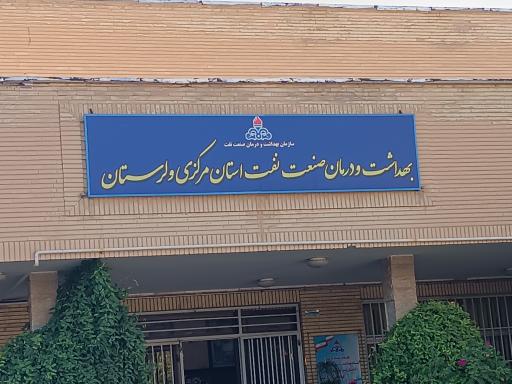 سازمان بهداشت و درمان صنعت نفت
بهداشت و درمان صنعت نفت استان مرکزی و لرستان